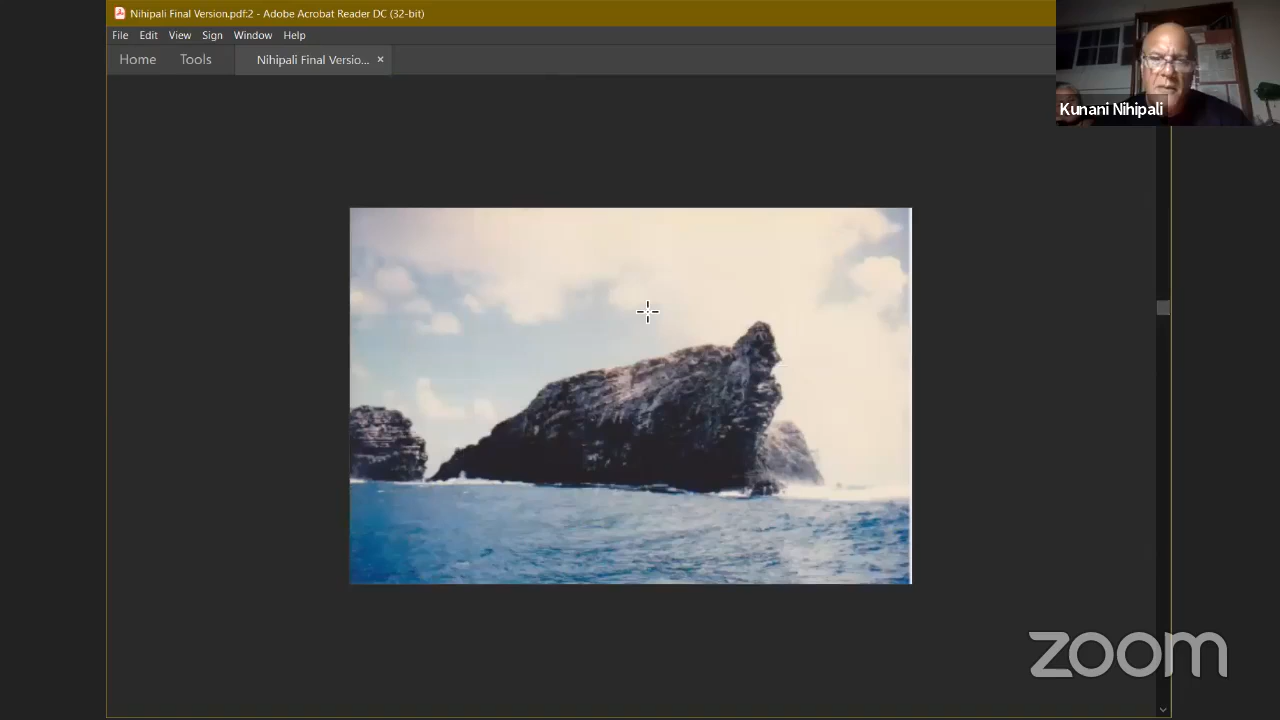 Nihipali Final Version.pdf:2 - Adobe Acrobat Reader DC (32-bit)
File Edit View Sign Window Help
Home Tools Nihipali Final Versio... ×
Kunani Nihipali
zoom